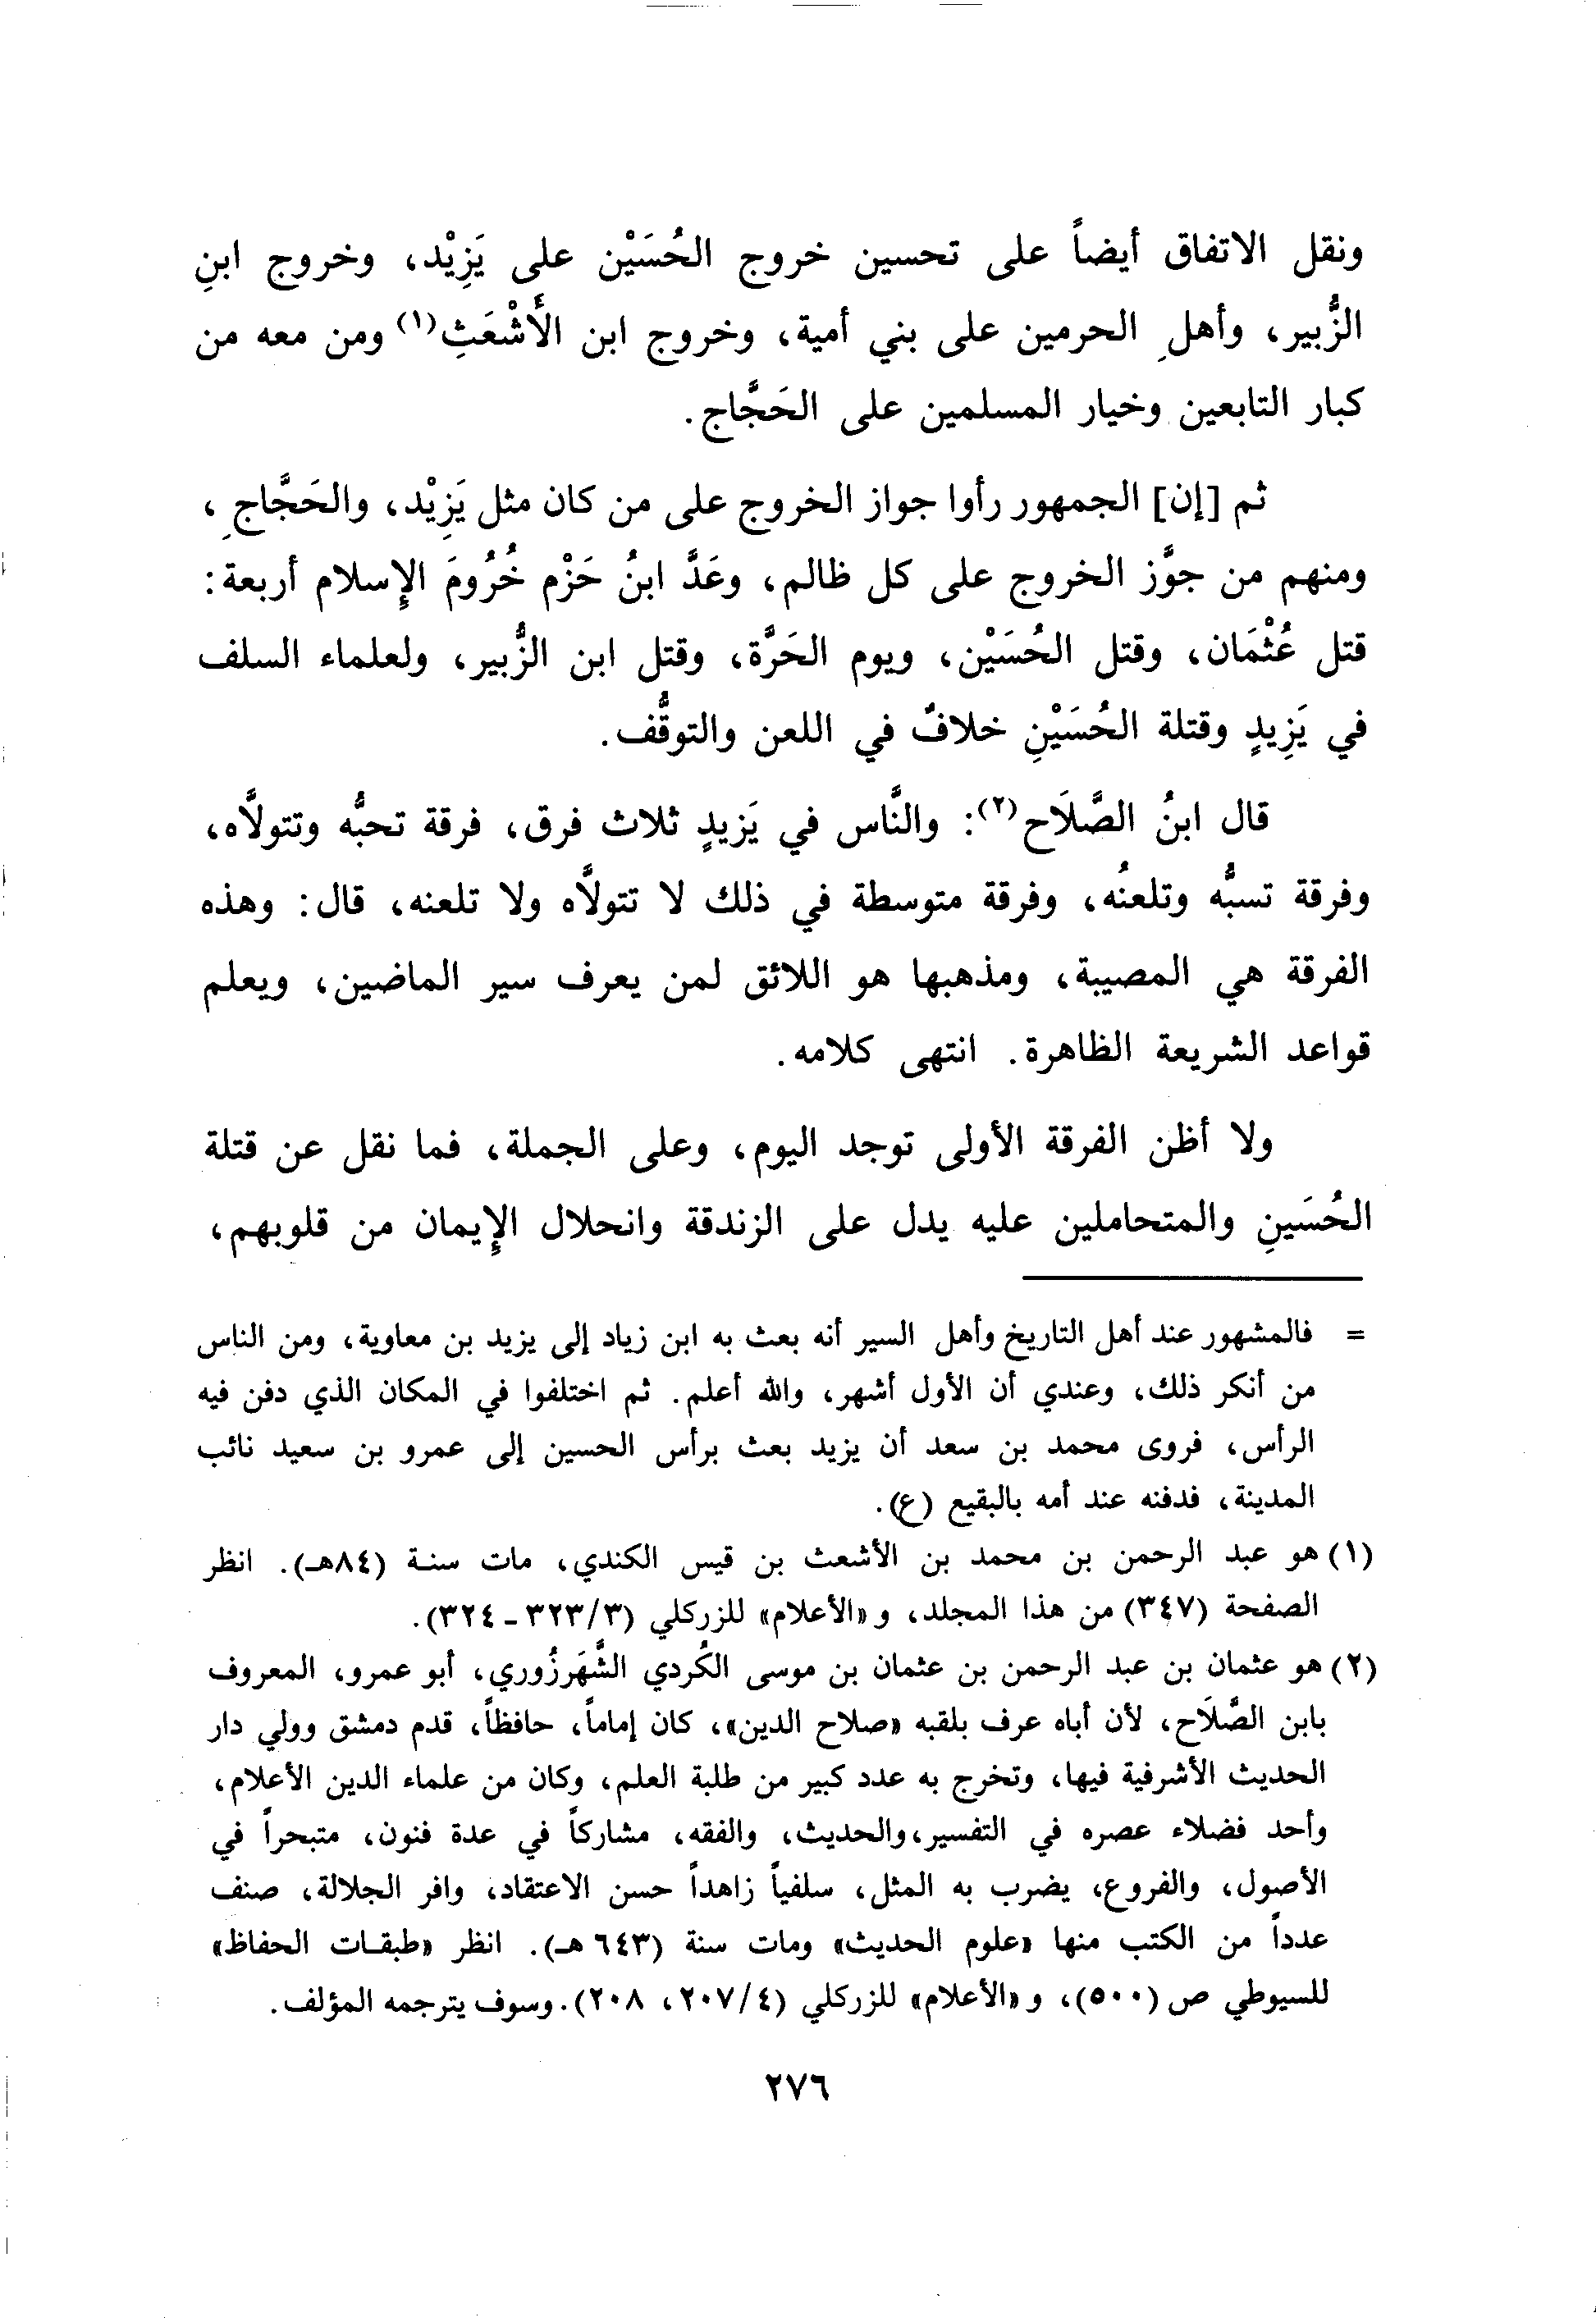 ونقل الاتفاق أيضاً على تحسين خروج الحُسَيْن على يَزِيْد، وخروج ابنِ
الزُّبير، وأهلِ الحرمين على بني أمية، وخروج ابن الأَشْعَثِ(١) ومن معه من
كبار التابعين وخيار المسلمين على الحَجَّاج.
ثم [إن] الجمهور رأوا جواز الخروج على من كان مثل يَزِيْد، والحَجَّاجِ،
ومنهم من جوَّز الخروج على كل ظالم، وعَدَّ ابنُ حَزْم خُرُومَ الإسلام أربعة:
قتل عُثْمَان، وقتل الحُسَيْن، ويوم الحَرَّة، وقتل ابن الزُّبير، ولعلماء السلف
في يَزِيدٍ وقتلة الحُسَيْنِ خلافٌ في اللعن والتوقُّف.
قال ابنُ الصَّلَاح(٢): والنَّاس في يَزيدٍ ثلاث فرق، فرقة تحبُّه وتتولاَّه،
وفرقة تسبُّه وتلعنُه، وفرقة متوسطة في ذلك لا تتولاَّه ولا تلعنه، قال: وهذه
الفرقة هي المصيبة، ومذهبها هو اللائق لمن يعرف سير الماضين، ويعلم
قواعد الشريعة الظاهرة. انتهى كلامه.
ولا أظن الفرقة الأولى توجد اليوم، وعلى الجملة، فما نقل عن قتلة
الحُسَينِ والمتحاملين عليه يدل على الزندقة وانحلال الإيمان من قلوبهم،
= فالمشهور عند أهل التاريخ وأهل السير أنه بعث به ابن زياد إلى يزيد بن معاوية، ومن الناس
من أنكر ذلك، وعندي أن الأول أشهر، والله أعلم. ثم اختلفوا في المكان الذي دفن فيه
الرأس، فروى محمد بن سعد أن يزيد بعث برأس الحسين إلى عمرو بن سعيد نائب
المدينة، فدفنه عند أمه بالبقيع (ع).
(١) هو عبد الرحمن بن محمد بن الأشعث بن قيس الكندي، مات سنة (٨٤هـ). انظر
الصفحة (٣٤٧) من هذا المجلد، و«الأعلام» للزركلي (٣/٣٢٣ - ٣٢٤).
(٢) هو عثمان بن عبد الرحمن بن عثمان بن موسى الكُردي الشَّهَرزُوري، أبو عمرو، المعروف
بابن الصَّلَاح، لأن أباه عرف بلقبه «صلاح الدين»، كان إماماً، حافظاً، قدم دمشق وولي دار
الحديث الأشرفية فيها، وتخرج به عدد كبير من طلبة العلم، وكان من علماء الدين الأعلام،
وأحد فضلاء عصره في التفسير، والحديث، والفقه، مشاركاً في عدة فنون، متبحراً في
الأصول، والفروع، يضرب به المثل، سلفياً زاهداً حسن الاعتقاد، وافر الجلالة، صنف
عدداً من الكتب منها «علوم الحديث» ومات سنة (٦٤٣ هـ). انظر «طبقات الحفاظ»
للسيوطي ص (٥٠٠)، و«الأعلام» للزركلي (٤/٢٠٧، ٢٠٨). وسوف يترجمه المؤلف.
٢٧٦